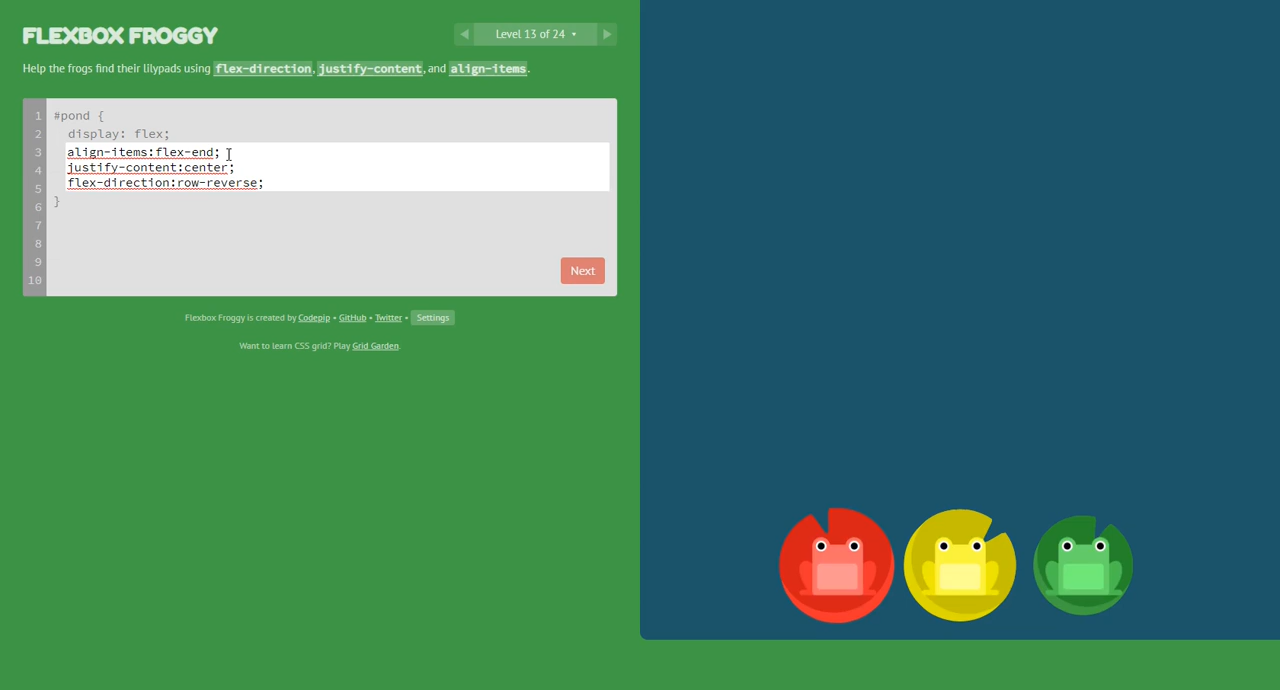 FLEXBOX FROGGY
◀ Level 13 of 24 ▾ ▶
Help the frogs find their lilypads using flex-direction, justify-content, and align-items.
1 #pond {
2 display: flex;
3 align-items:flex-end;
4 justify-content:center;
5 flex-direction:row-reverse;
6 }
7
8
9
10
Next
Flexbox Froggy is created by Codepip • GitHub • Twitter • Settings
Want to learn CSS grid? Play Grid Garden.